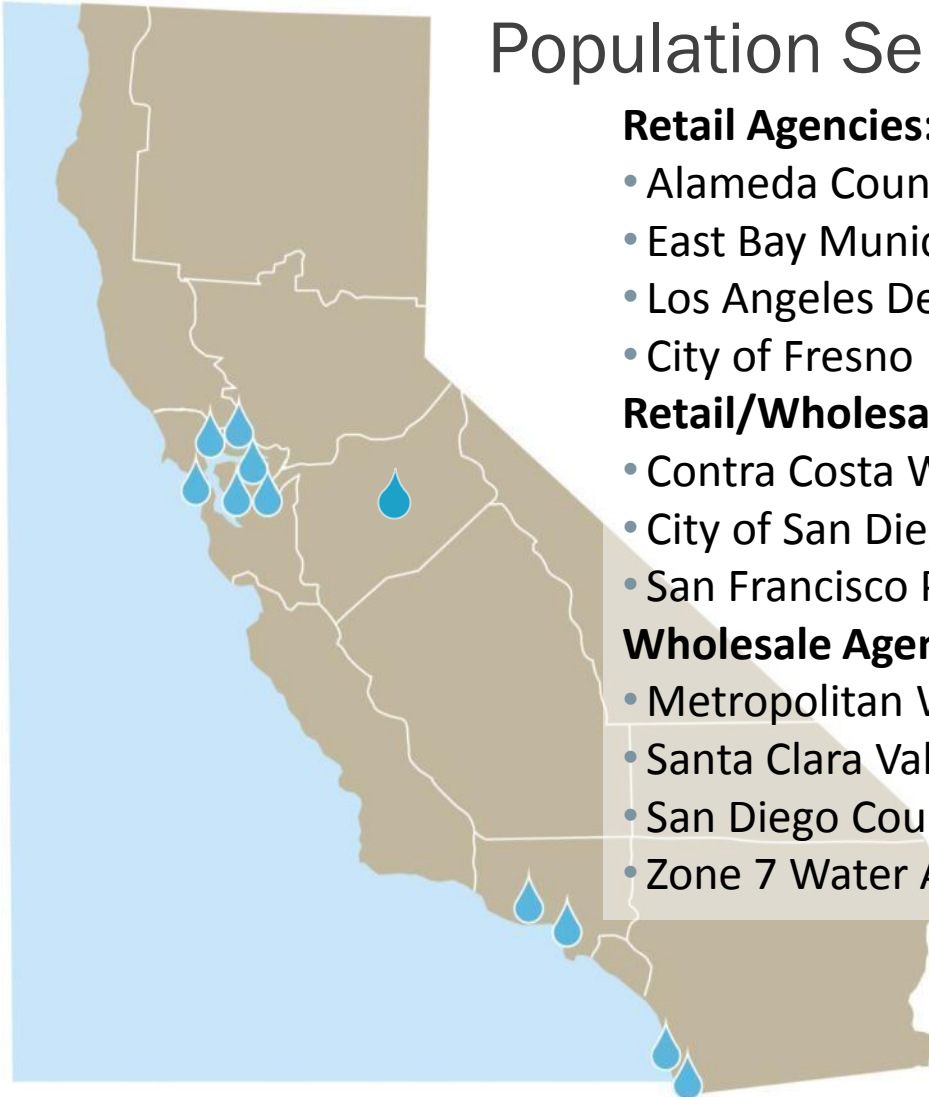 Population Se
Retail Agencies:
• Alameda Coun
• East Bay Munic
• Los Angeles De
• City of Fresno
Retail/Wholesa
• Contra Costa W
• City of San Die
• San Francisco P
Wholesale Agen
• Metropolitan W
• Santa Clara Val
• San Diego Cou
• Zone 7 Water A